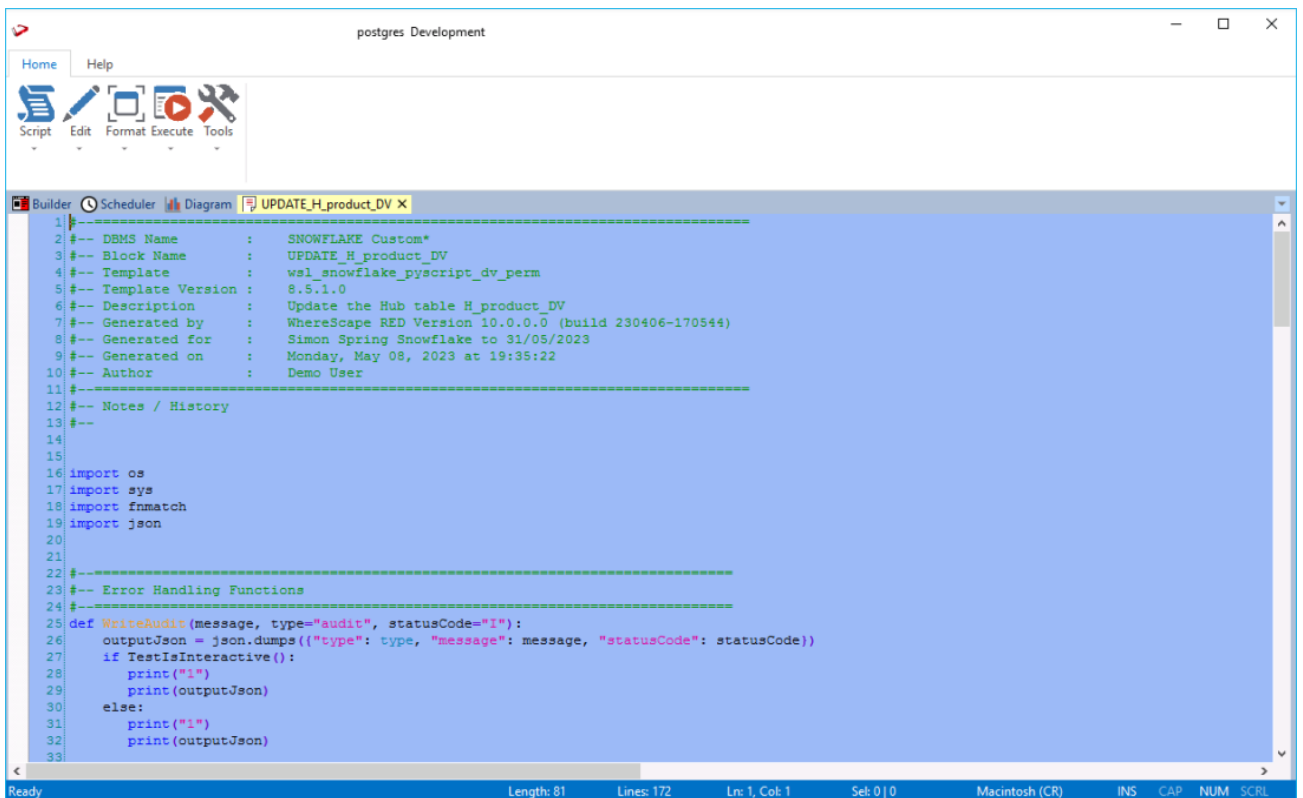 postgres Development
Home Help
Script Edit Format Execute Tools
Builder Scheduler Diagram UPDATE_H_product_DV
1 #--==============================================================================
2 #-- DBMS Name : SNOWFLAKE Custom*
3 #-- Block Name : UPDATE_H_product_DV
4 #-- Template : wsl_snowflake_pyscript_dv_perm
5 #-- Template Version : 8.5.1.0
6 #-- Description : Update the Hub table H_product_DV
7 #-- Generated by : WhereScape RED Version 10.0.0.0 (build 230406-170544)
8 #-- Generated for : Simon Spring Snowflake to 31/05/2023
9 #-- Generated on : Monday, May 08, 2023 at 19:35:22
10 #-- Author : Demo User
11 #--==============================================================================
12 #-- Notes / History
13 #--
14
15
16 import os
17 import sys
18 import fnmatch
19 import json
20
21
22 #--============================================================================
23 #-- Error Handling Functions
24 #--============================================================================
25 def WriteAudit(message, type="audit", statusCode="I"):
26 outputJson = json.dumps({"type": type, "message": message, "statusCode": statusCode})
27 if TestIsInteractive():
28 print("1")
29 print(outputJson)
30 else:
31 print("1")
32 print(outputJson)
33
Ready Length: 81 Lines: 172 Ln: 1, Col: 1 Sel: 0 | 0 Macintosh (CR) INS CAP NUM SCRL